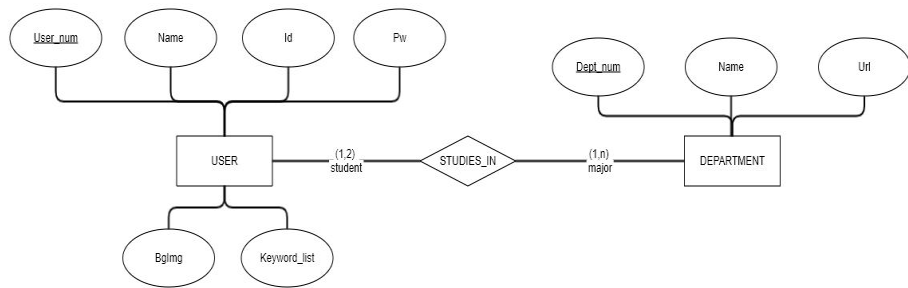 User_num
Name
Id
Pw
Dept_num
Name
Url
USER
(1,2)
student
STUDIES_IN
(1,n)
major
DEPARTMENT
BgImg
Keyword_list